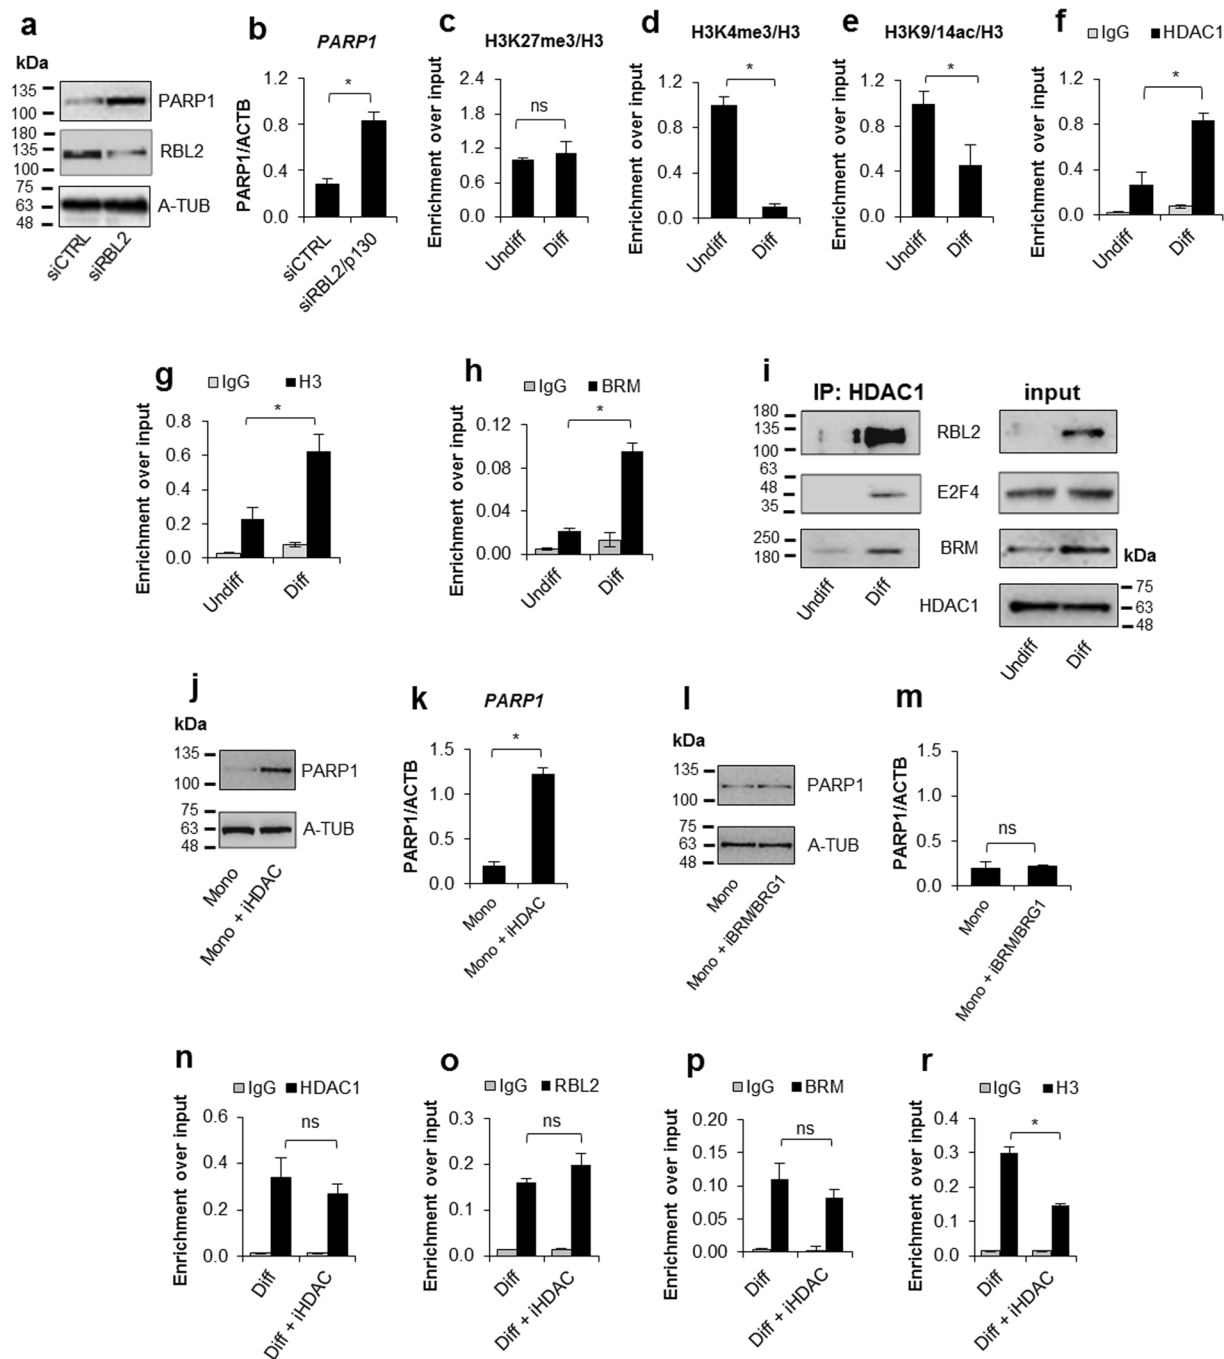 a
kDa
135
100
PARP1
180
135
100
RBL2
75
63
48
A-TUB
siCTRL
siRBL2
b
PARP1
PARP1/ACTB
1.2
0.8
0.4
0.0
*
siCTRL
siRBL2/p130
c
H3K27me3/H3
Enrichment over input
2.4
1.8
1.2
0.6
0.0
ns
Undiff
Diff
d
H3K4me3/H3
Enrichment over input
1.2
0.8
0.4
0.0
*
Undiff
Diff
e
H3K9/14ac/H3
Enrichment over input
1.2
0.8
0.4
0.0
*
Undiff
Diff
f
IgG HDAC1
Enrichment over input
1.2
0.8
0.4
0.0
*
Undiff
Diff
g
IgG H3
Enrichment over input
0.8
0.6
0.4
0.2
0.0
*
Undiff
Diff
h
IgG BRM
Enrichment over input
0.12
0.08
0.04
0.00
*
Undiff
Diff
i
IP: HDAC1 input
180
135
100
RBL2
63
48
35
E2F4
250
180
BRM
kDa
HDAC1
75
63
48
Undiff
Diff
Undiff
Diff
j
kDa
135
100
PARP1
75
63
48
A-TUB
Mono
Mono + iHDAC
k
PARP1
PARP1/ACTB
1.5
1.0
0.5
0.0
*
Mono
Mono + iHDAC
l
kDa
135
100
PARP1
75
63
48
A-TUB
Mono
Mono + iBRM/BRG1
m
PARP1/ACTB
1.5
1.0
0.5
0.0
ns
Mono
Mono + iBRM/BRG1
n
IgG HDAC1
Enrichment over input
0.6
0.4
0.2
0.0
ns
Diff
Diff + iHDAC
o
IgG RBL2
Enrichment over input
0.3
0.2
0.1
0.0
ns
Diff
Diff + iHDAC
p
IgG BRM
Enrichment over input
0.20
0.15
0.10
0.05
0.00
ns
Diff
Diff + iHDAC
r
IgG H3
Enrichment over input
0.4
0.3
0.2
0.1
0.0
*
Diff
Diff + iHDAC